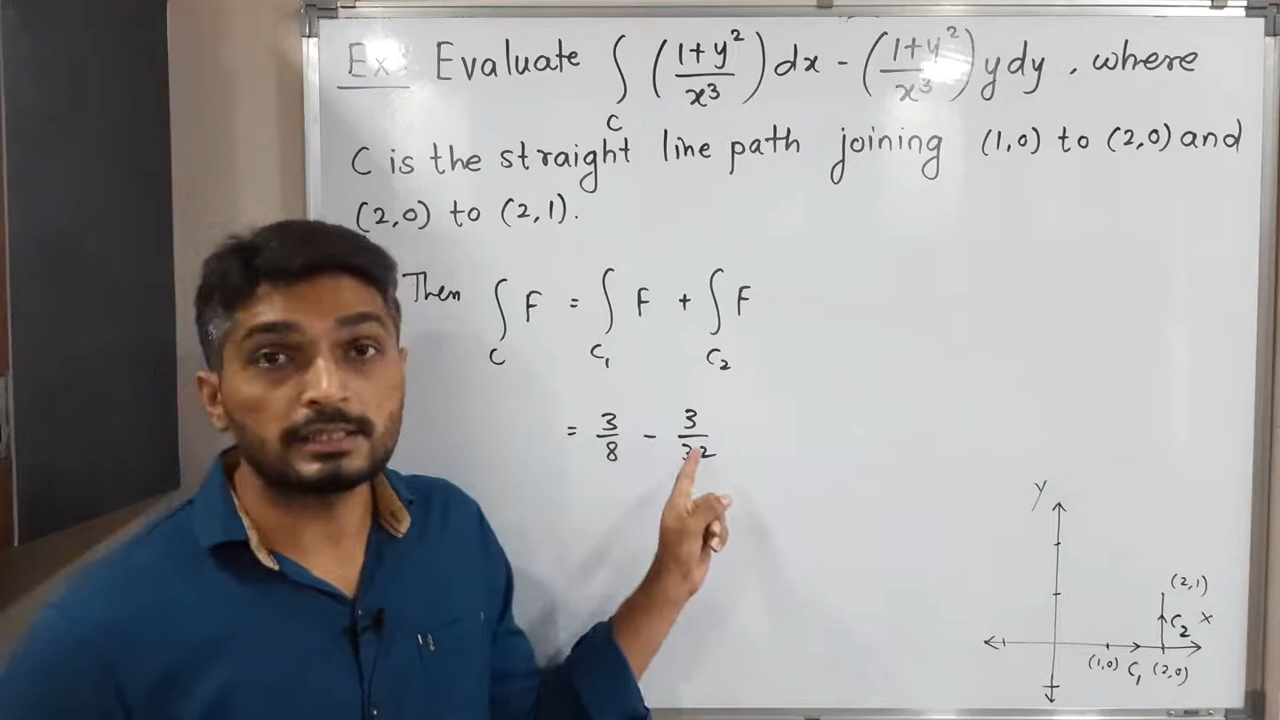 Ex: Evaluate ∫_C ((1+y²)/x³) dx - ((1+y²)/x³) y dy, where
C is the straight line path joining (1,0) to (2,0) and
(2,0) to (2,1).
Then ∫_C F = ∫_C₁ F + ∫_C₂ F
= 3/8 - 3/32
y
(2,1)
C₂ x
(1,0) C₁ (2,0)